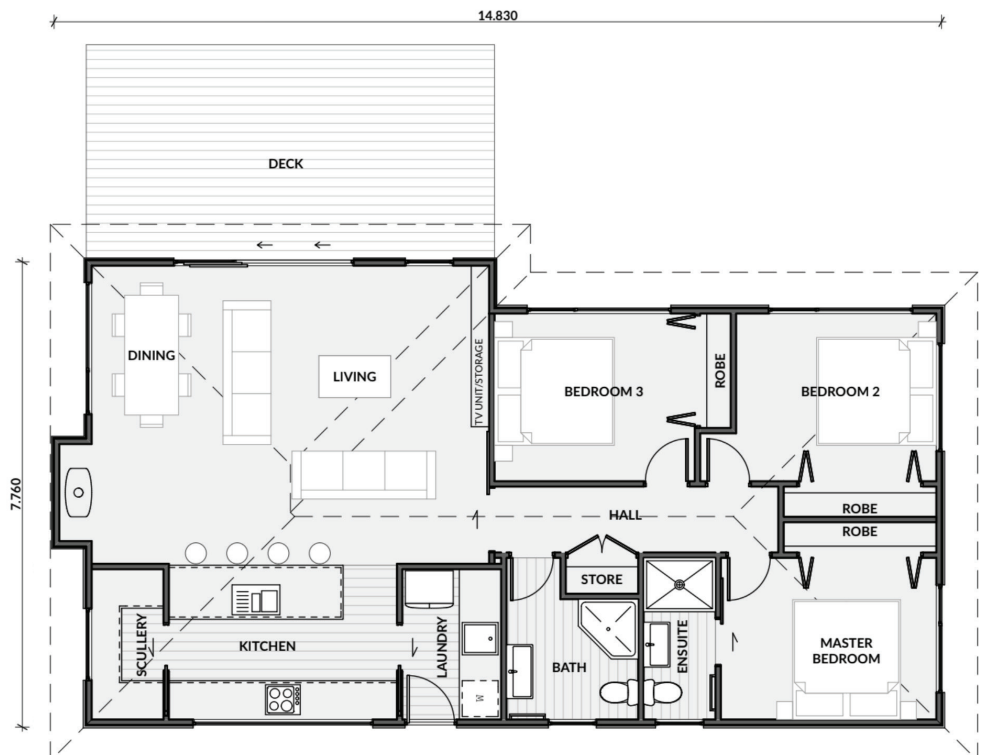 14.830
DECK
DINING
LIVING
TV UNIT/STORAGE
BEDROOM 3
ROBE
BEDROOM 2
7.760
HALL
ROBE
ROBE
STORE
SCULLERY
KITCHEN
LAUNDRY
M
BATH
ENSUITE
MASTER
BEDROOM